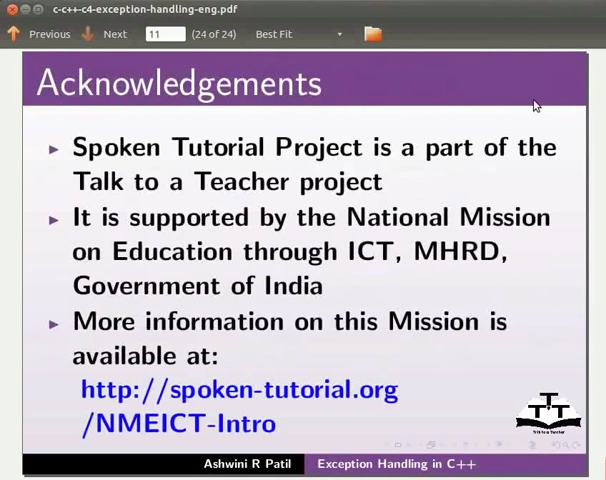 c-c++-c4-exception-handling-eng.pdf
Previous Next 11 (24 of 24) Best Fit
Acknowledgements
Spoken Tutorial Project is a part of the
Talk to a Teacher project
It is supported by the National Mission
on Education through ICT, MHRD,
Government of India
More information on this Mission is
available at:
http://spoken-tutorial.org
/NMEICT-Intro
Talk to a Teacher
Ashwini R Patil Exception Handling in C++